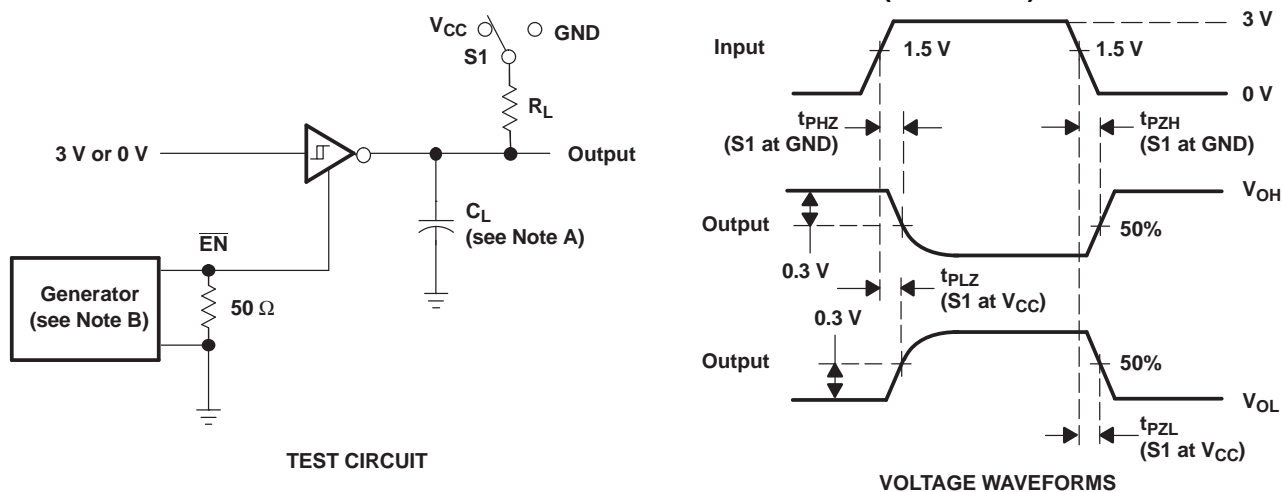 VCC
GND
S1
RL
3 V or 0 V
Output
CL
(see Note A)
EN
Generator
(see Note B)
50 Ω
TEST CIRCUIT
3 V
Input
1.5 V
1.5 V
0 V
tPHZ
(S1 at GND)
tPZH
(S1 at GND)
VOH
Output
50%
0.3 V
tPLZ
(S1 at VCC)
0.3 V
Output
50%
VOL
tPZL
(S1 at VCC)
VOLTAGE WAVEFORMS